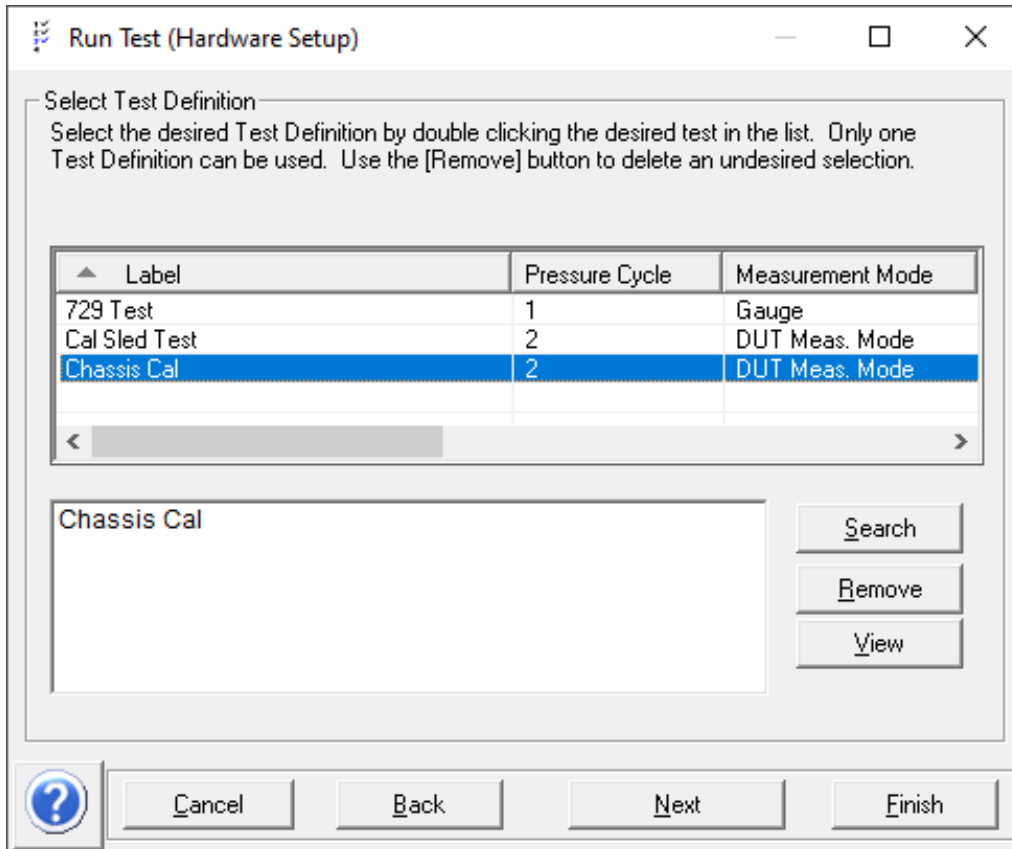 Run Test (Hardware Setup)
Select Test Definition
Select the desired Test Definition by double clicking the desired test in the list.  Only one
Test Definition can be used.  Use the [Remove] button to delete an undesired selection.
Label Pressure Cycle Measurement Mode
729 Test 1 Gauge
Cal Sled Test 2 DUT Meas. Mode
Chassis Cal 2 DUT Meas. Mode
Chassis Cal
Search
Remove
View
? Cancel Back Next Finish